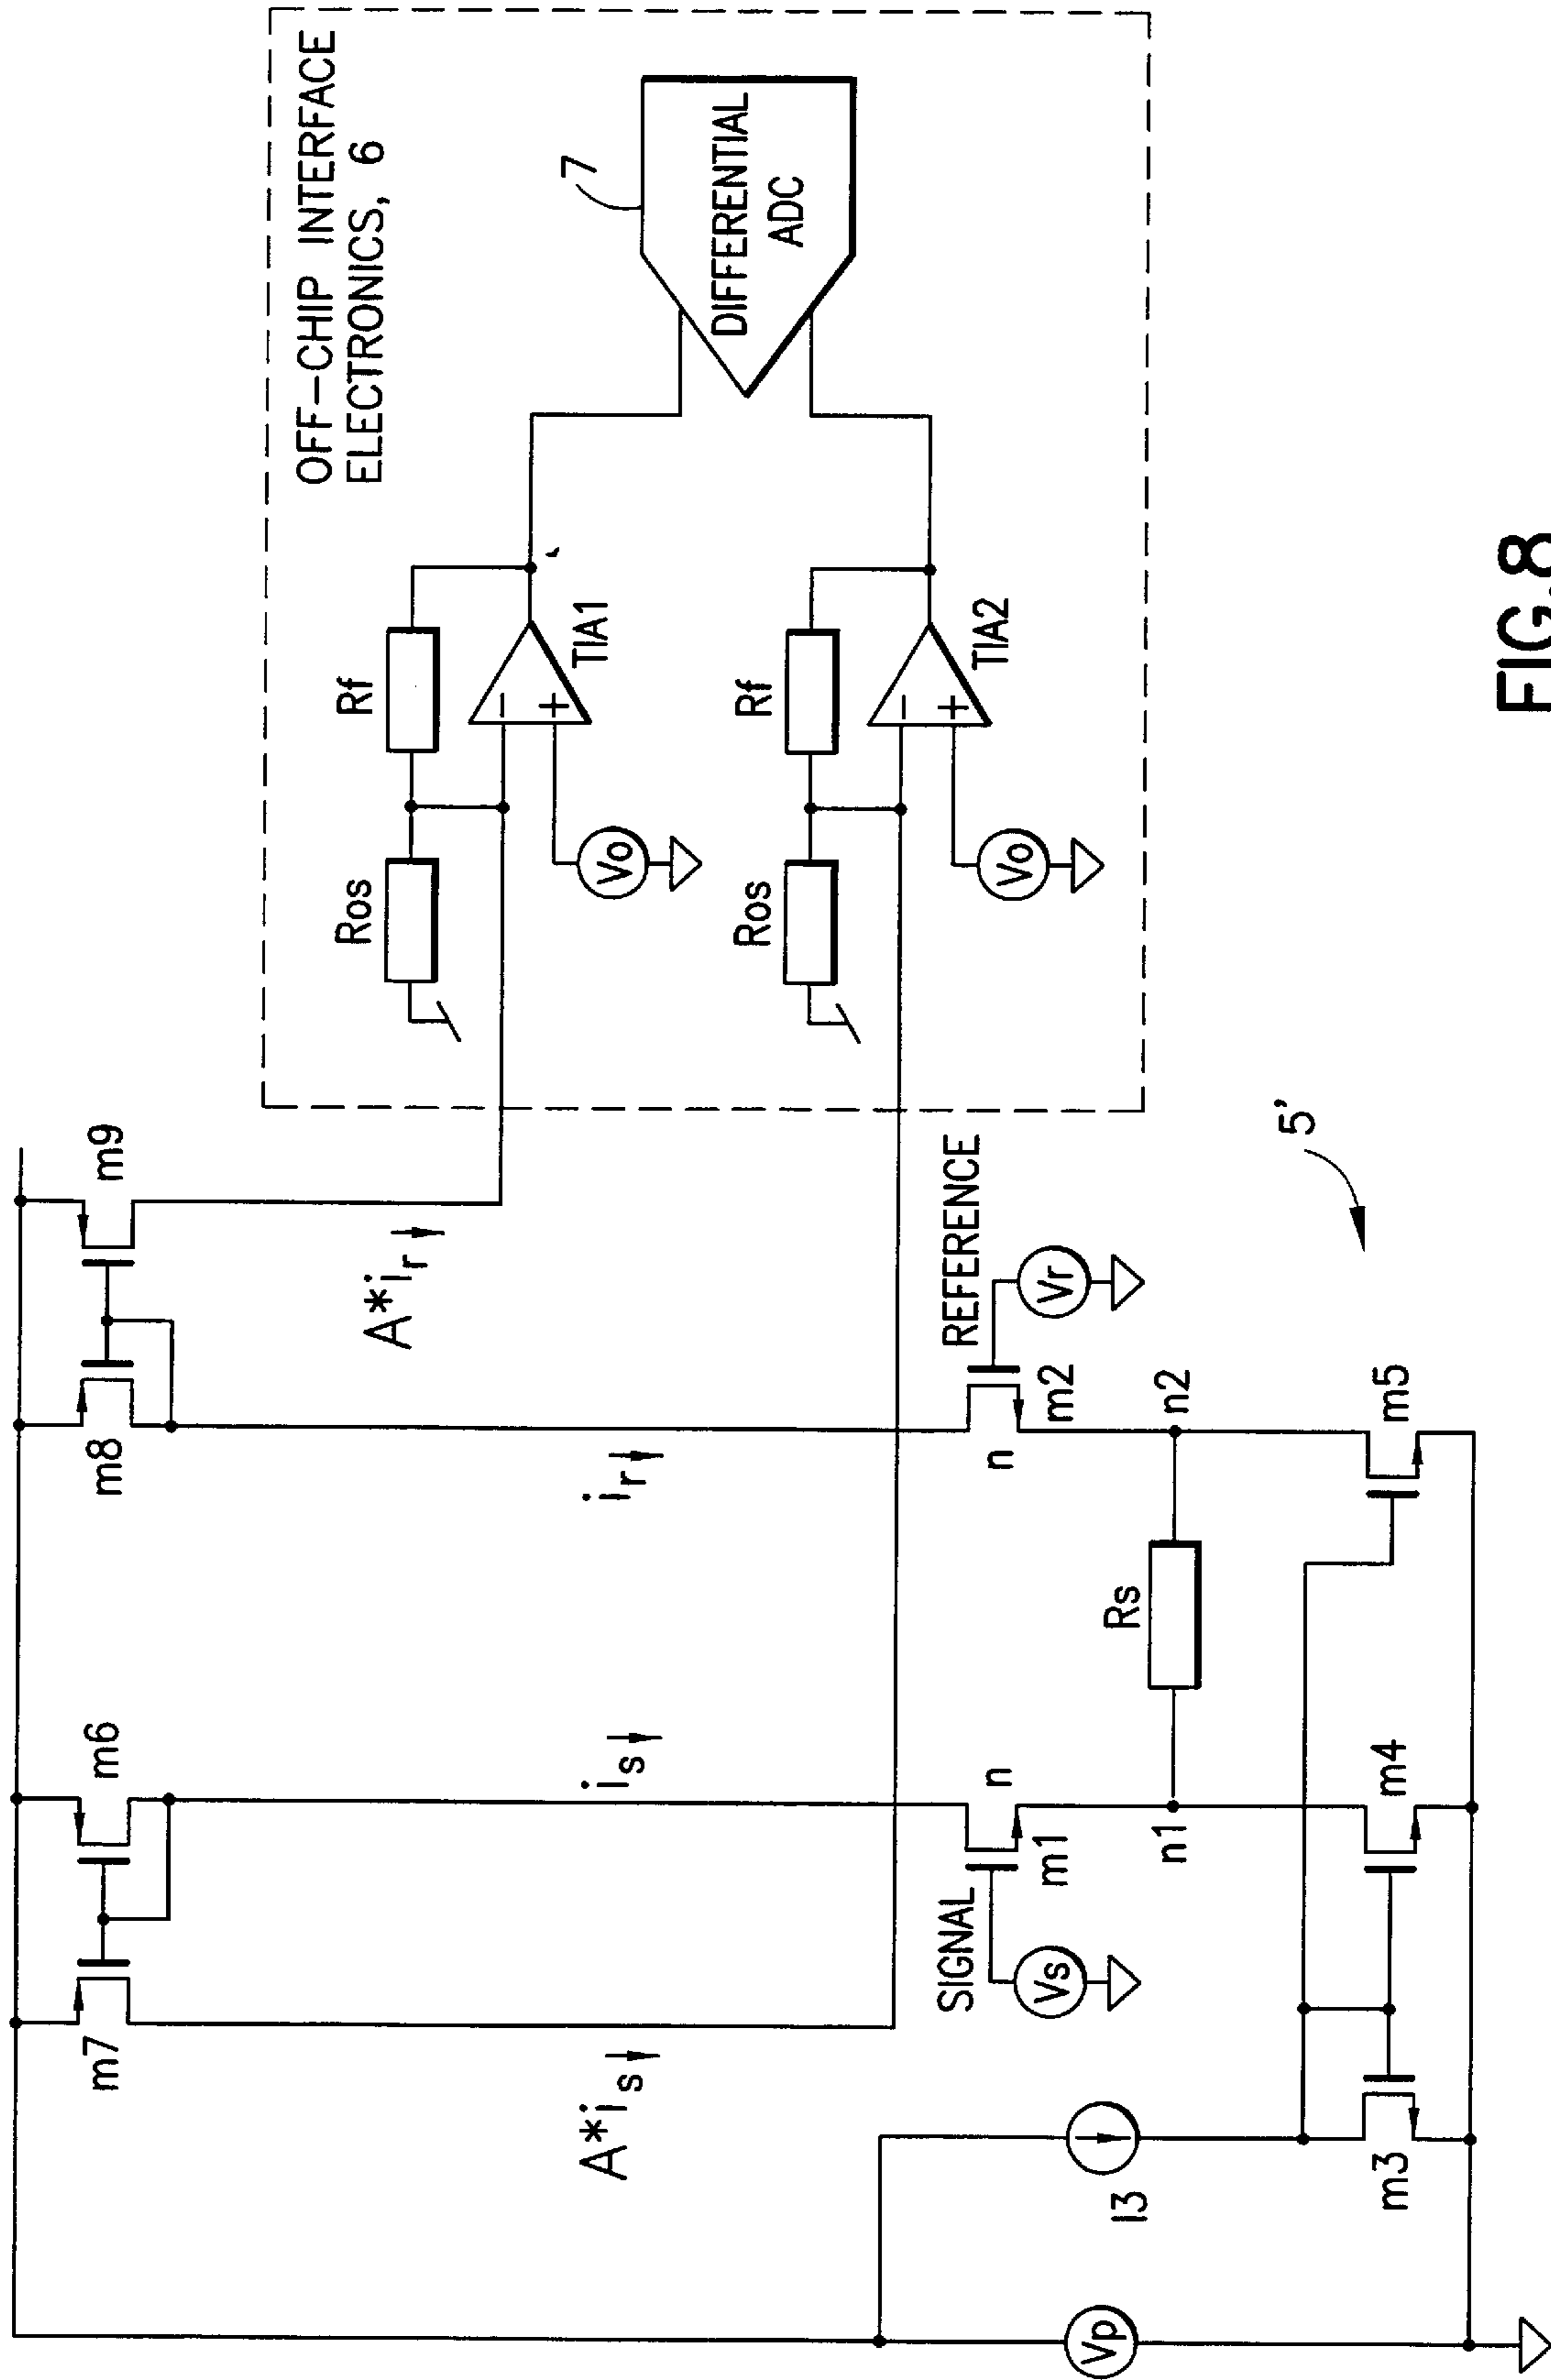 OFF-CHIP INTERFACE
ELECTRONICS, 6
7
DIFFERENTIAL
ADC
Rf
Ros
TIA1
Vo
Rf
Ros
TIA2
Vo
m9
m8
A*ir
ir
m6
m7
is
A*is
REFERENCE
Vr
m2
n
n2
5'
m5
Rs
SIGNAL
Vs
m1
n
n1
m4
I3
m3
Vp
FIG.8